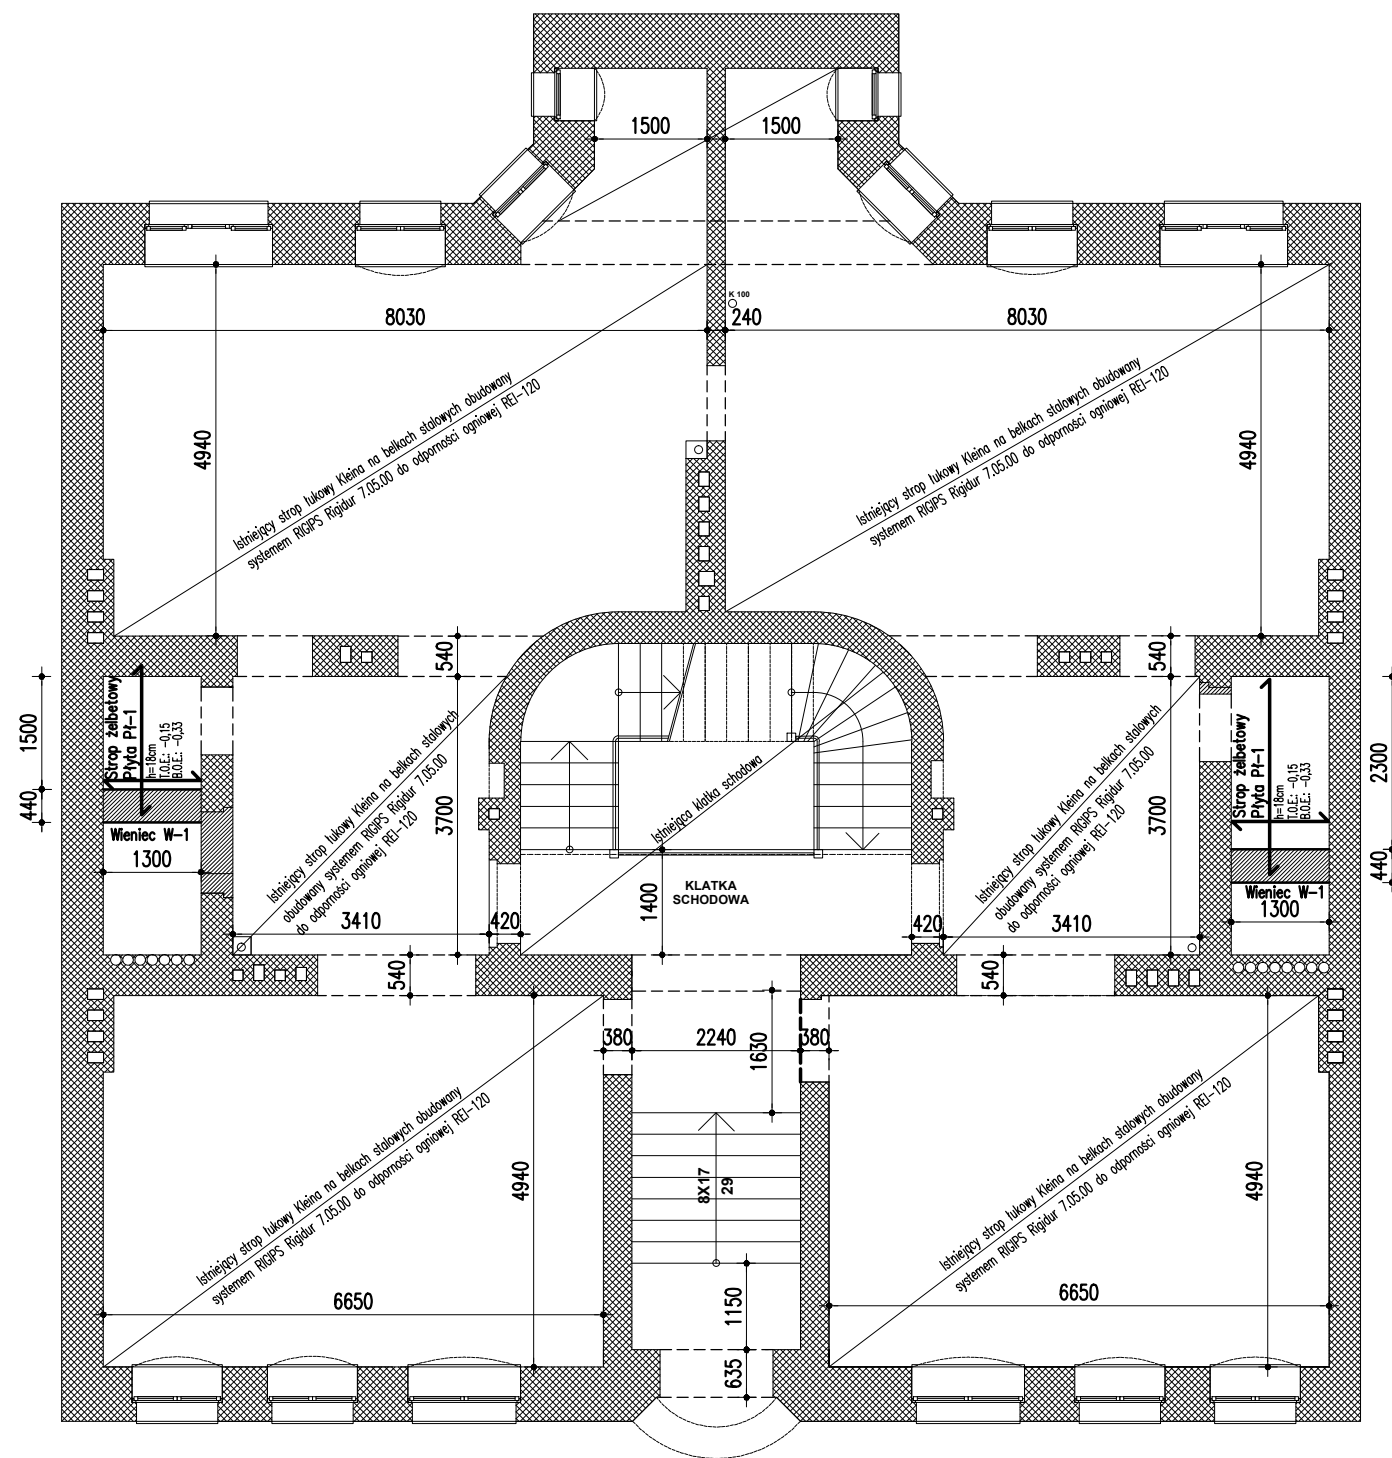 1500
1500
K 100
8030
240
8030
4940
4940
Istniejący strop łukowy Kleina na belkach stalowych obudowany
systemem RIGIPS Rigidur 7.05.00 do odporności ogniowej REI-120
Istniejący strop łukowy Kleina na belkach stalowych obudowany
systemem RIGIPS Rigidur 7.05.00 do odporności ogniowej REI-120
540
540
1500
440
Strop żelbetowy
Płyta Pł-1
h=18cm
T.O.E.: -0,15
B.O.E.: -0,33
Wieniec W-1
1300
Istniejący strop łukowy Kleina na belkach stalowych
obudowany systemem RIGIPS Rigidur 7.05.00
do odporności ogniowej REI-120
3700
3410
420
Istniejąca klatka schodowa
KLATKA
SCHODOWA
1400
Istniejący strop łukowy Kleina na belkach stalowych
obudowany systemem RIGIPS Rigidur 7.05.00
do odporności ogniowej REI-120
3700
420
3410
Strop żelbetowy
Płyta Pł-1
h=18cm
T.O.E.: -0,15
B.O.E.: -0,33
Wieniec W-1
1300
2300
440
540
540
380
2240
380
1630
Istniejący strop łukowy Kleina na belkach stalowych obudowany
systemem RIGIPS Rigidur 7.05.00 do odporności ogniowej REI-120
4940
8X17
29
Istniejący strop łukowy Kleina na belkach stalowych obudowany
systemem RIGIPS Rigidur 7.05.00 do odporności ogniowej REI-120
4940
6650
1150
6650
635